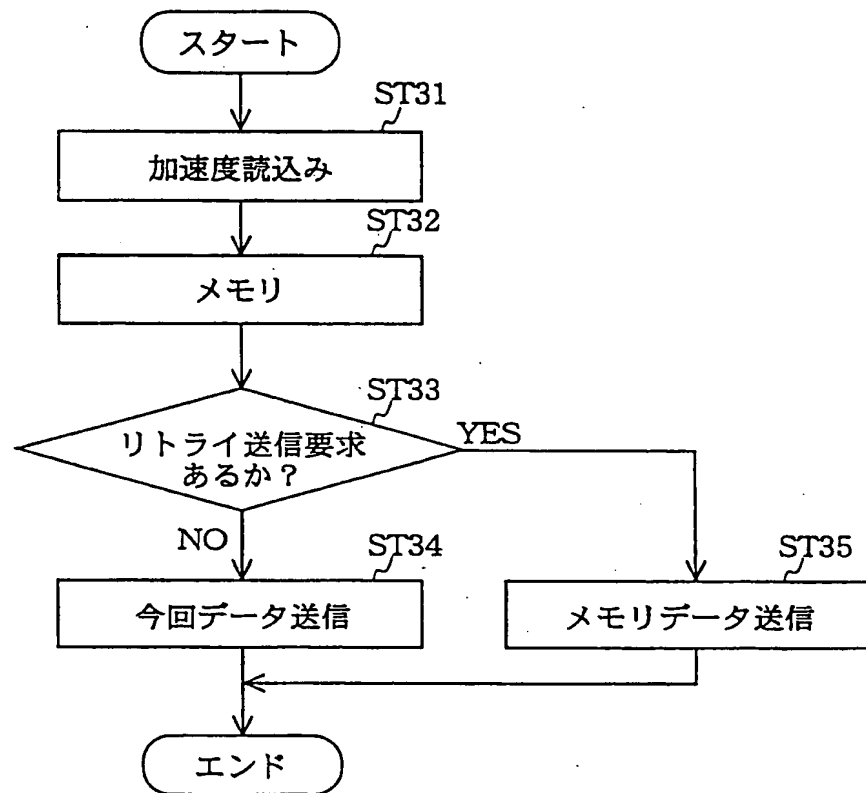 スタート
ST31
加速度読込み
ST32
メモリ
ST33
リトライ送信要求
あるか？
YES
NO
ST34
今回データ送信
ST35
メモリデータ送信
エンド